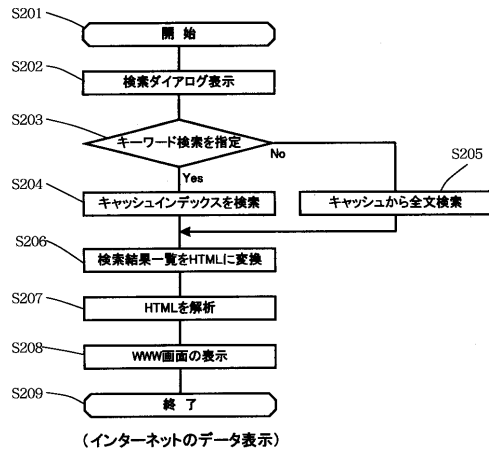 S201
開始
S202
検索ダイアログ表示
S203
キーワード検索を指定
No
Yes
S204
キャッシュインデックスを検索
S205
キャッシュから全文検索
S206
検索結果一覧をHTMLに変換
S207
HTMLを解析
S208
WWW画面の表示
S209
終了
(インターネットのデータ表示)